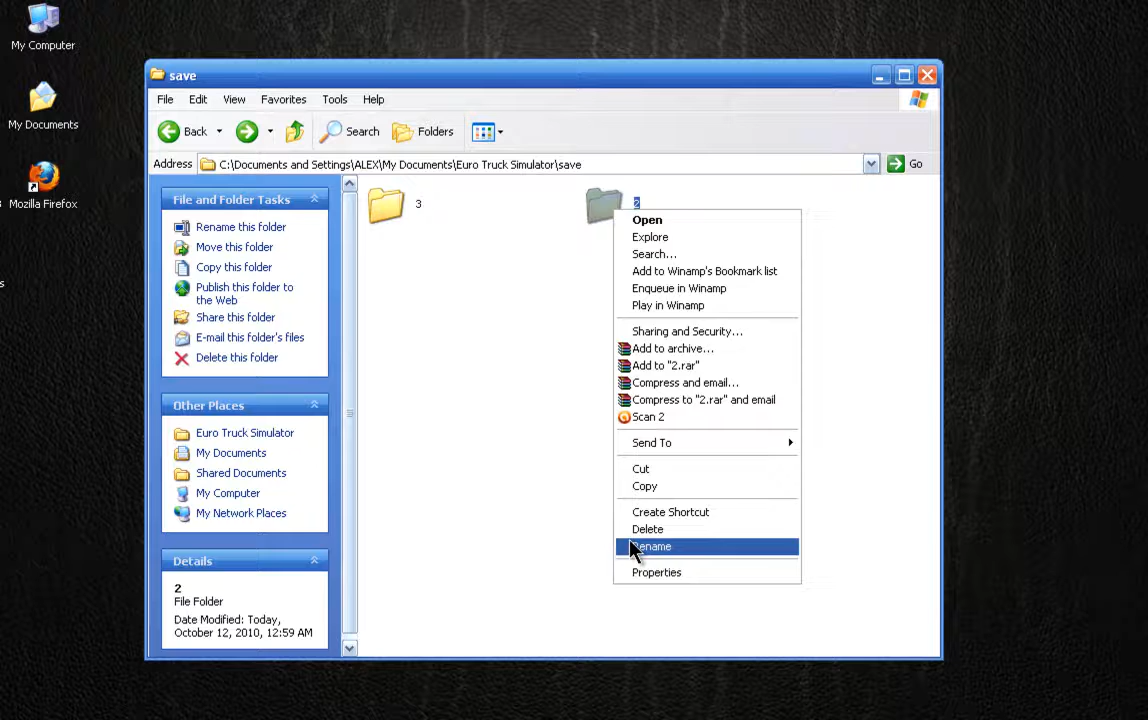 My Computer
My Documents
Mozilla Firefox
save
File Edit View Favorites Tools Help
Back Search Folders
Address C:\Documents and Settings\ALEX\My Documents\Euro Truck Simulator\save Go
File and Folder Tasks
Rename this folder
Move this folder
Copy this folder
Publish this folder to
the Web
Share this folder
E-mail this folder's files
Delete this folder
Other Places
Euro Truck Simulator
My Documents
Shared Documents
My Computer
My Network Places
Details
2
File Folder
Date Modified: Today,
October 12, 2010, 12:59 AM
3
2
Open
Explore
Search...
Add to Winamp's Bookmark list
Enqueue in Winamp
Play in Winamp
Sharing and Security...
Add to archive...
Add to "2.rar"
Compress and email...
Compress to "2.rar" and email
Scan 2
Send To
Cut
Copy
Create Shortcut
Delete
Rename
Properties